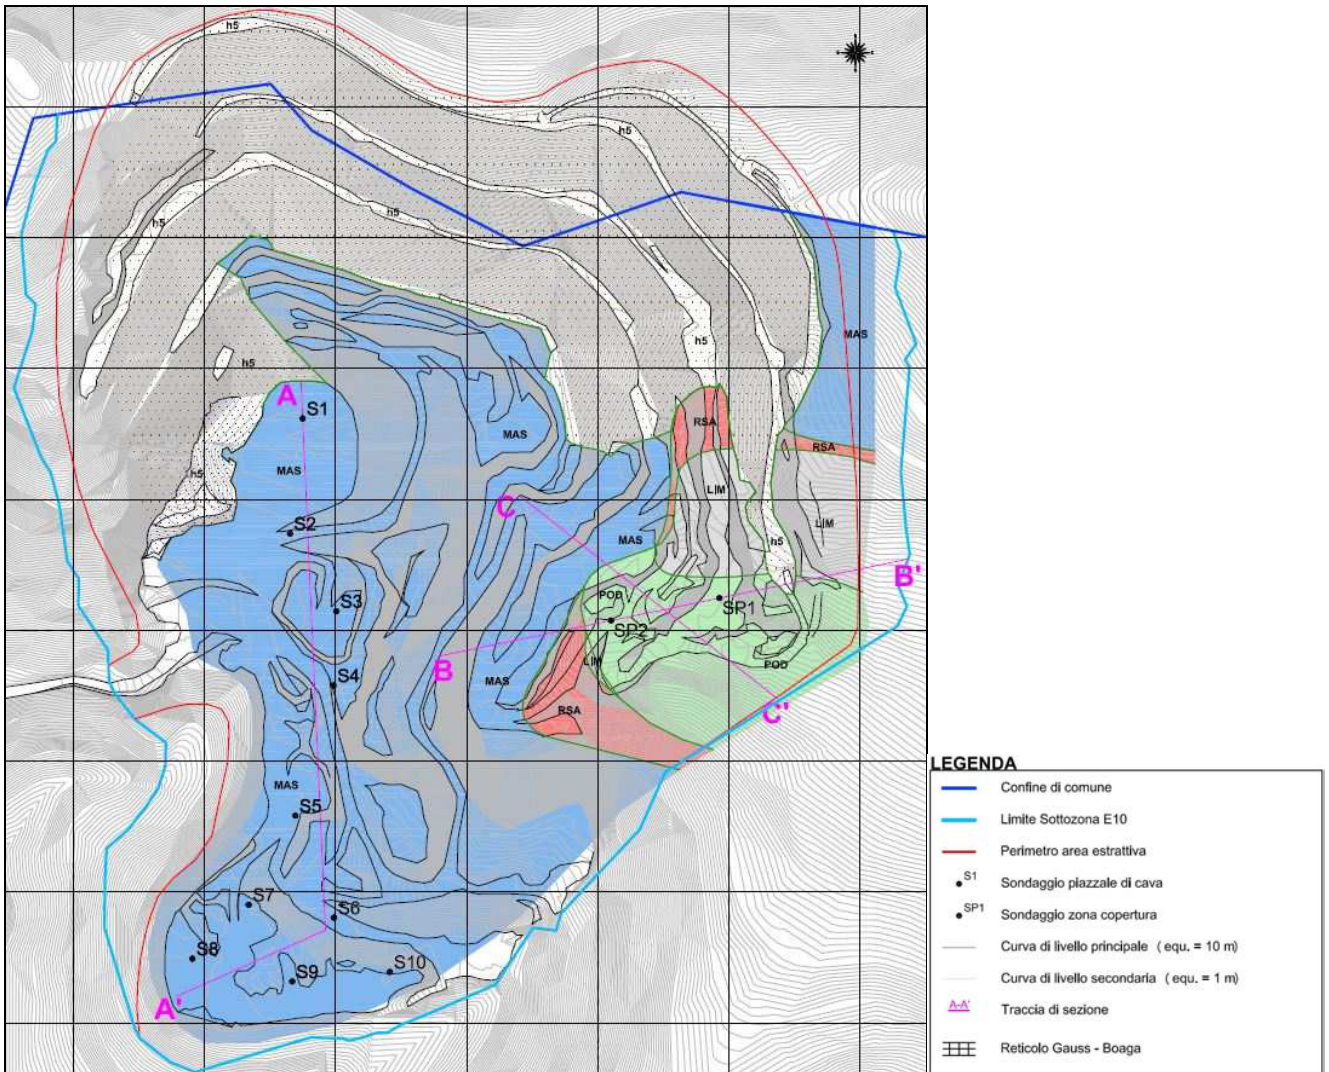 h5
h5
h5
h5
h5
MAS
h5
h5
A
S1
RSA
MAS
RSA
MAS
h5
LIM
C
S2
LIM
MAS
h5
B'
POD
SP1
S3
SP2
B
LIM
POD
S4
MAS
RSA
C'
MAS
S5
S7
S6
S8
S9
S10
A'
LEGENDA
Confine di comune
Limite Sottozona E10
Perimetro area estrattiva
S1 Sondaggio piazzale di cava
SP1 Sondaggio zona copertura
Curva di livello principale ( equ. = 10 m)
Curva di livello secondaria ( equ. = 1 m)
A-A' Traccia di sezione
Reticolo Gauss - Boaga